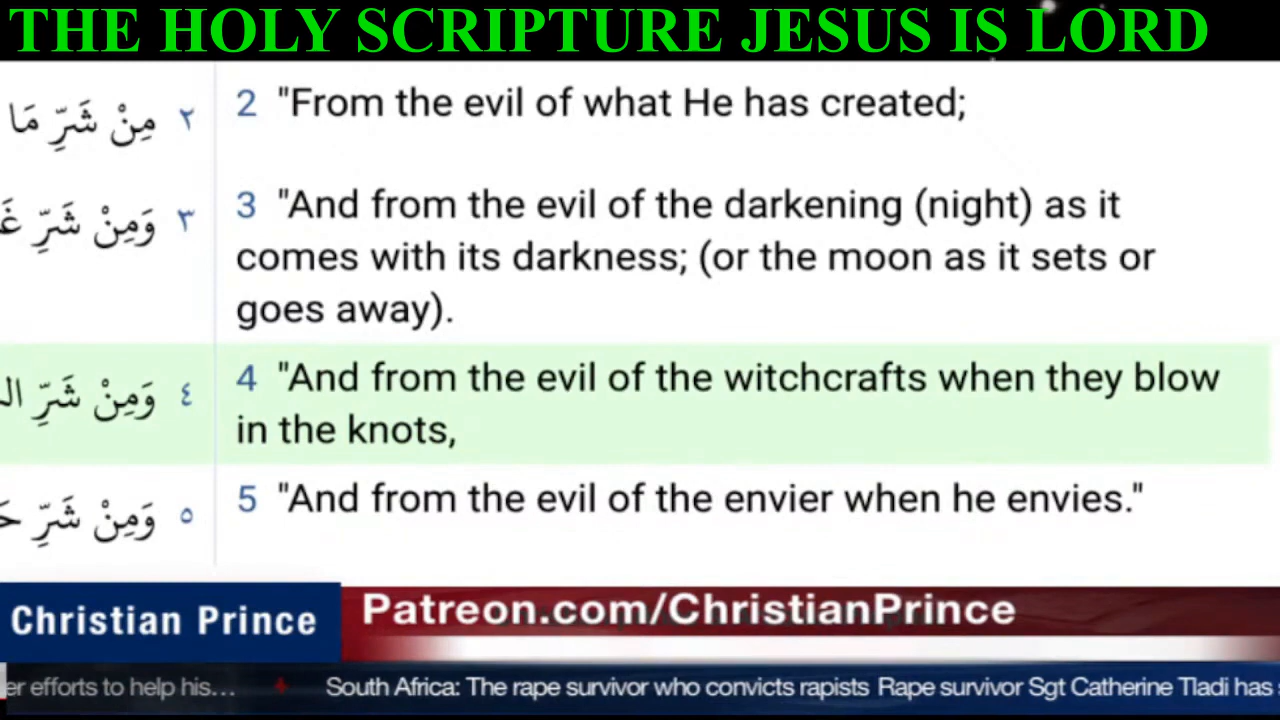 THE HOLY SCRIPTURE JESUS IS LORD
٢ مِنْ شَرِّ مَا
2 "From the evil of what He has created;
٣ وَمِنْ شَرِّ
3 "And from the evil of the darkening (night) as it
comes with its darkness; (or the moon as it sets or
goes away).
٤ وَمِنْ شَرِّ
4 "And from the evil of the witchcrafts when they blow
in the knots,
٥ وَمِنْ شَرِّ
5 "And from the evil of the envier when he envies."
Christian Prince
Patreon.com/ChristianPrince
er efforts to help his... South Africa: The rape survivor who convicts rapists Rape survivor Sgt Catherine Tladi has